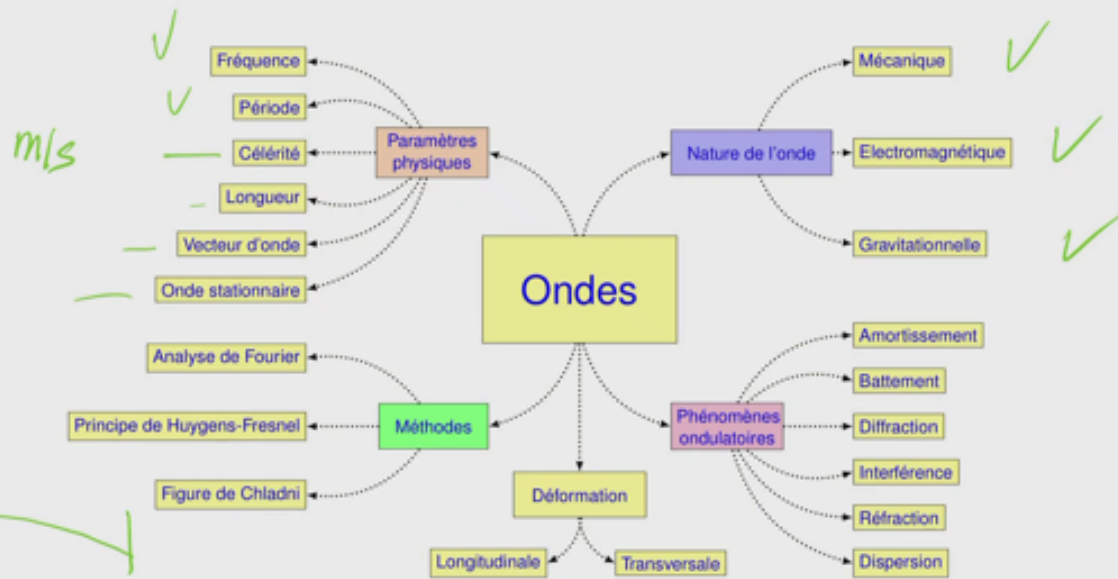 Fréquence
Période
m/s
Célérité
Longueur
Vecteur d'onde
Onde stationnaire
Paramètres
physiques
Nature de l'onde
Mécanique
Electromagnétique
Gravitationnelle
Ondes
Analyse de Fourier
Principe de Huygens-Fresnel
Figure de Chladni
Méthodes
Déformation
Longitudinale
Transversale
Phénomènes
ondulatoires
Amortissement
Battement
Diffraction
Interférence
Réfraction
Dispersion